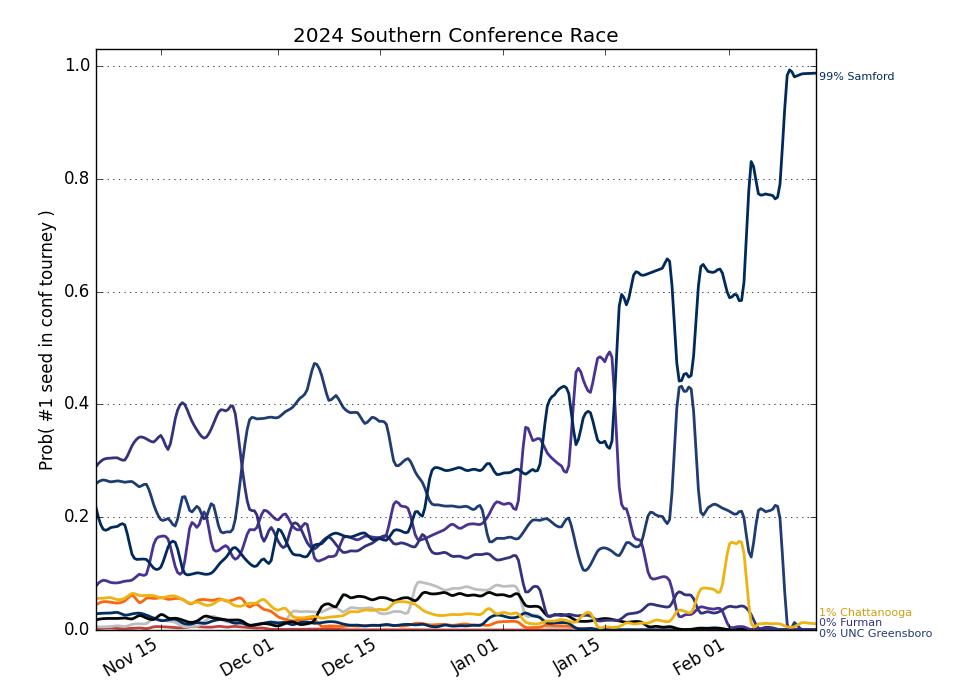 2024 Southern Conference Race
Prob( #1 seed in conf tourney )
1.0
0.8
0.6
0.4
0.2
0.0
Nov 15
Dec 01
Dec 15
Jan 01
Jan 15
Feb 01
99% Samford
1% Chattanooga
0% Furman
0% UNC Greensboro